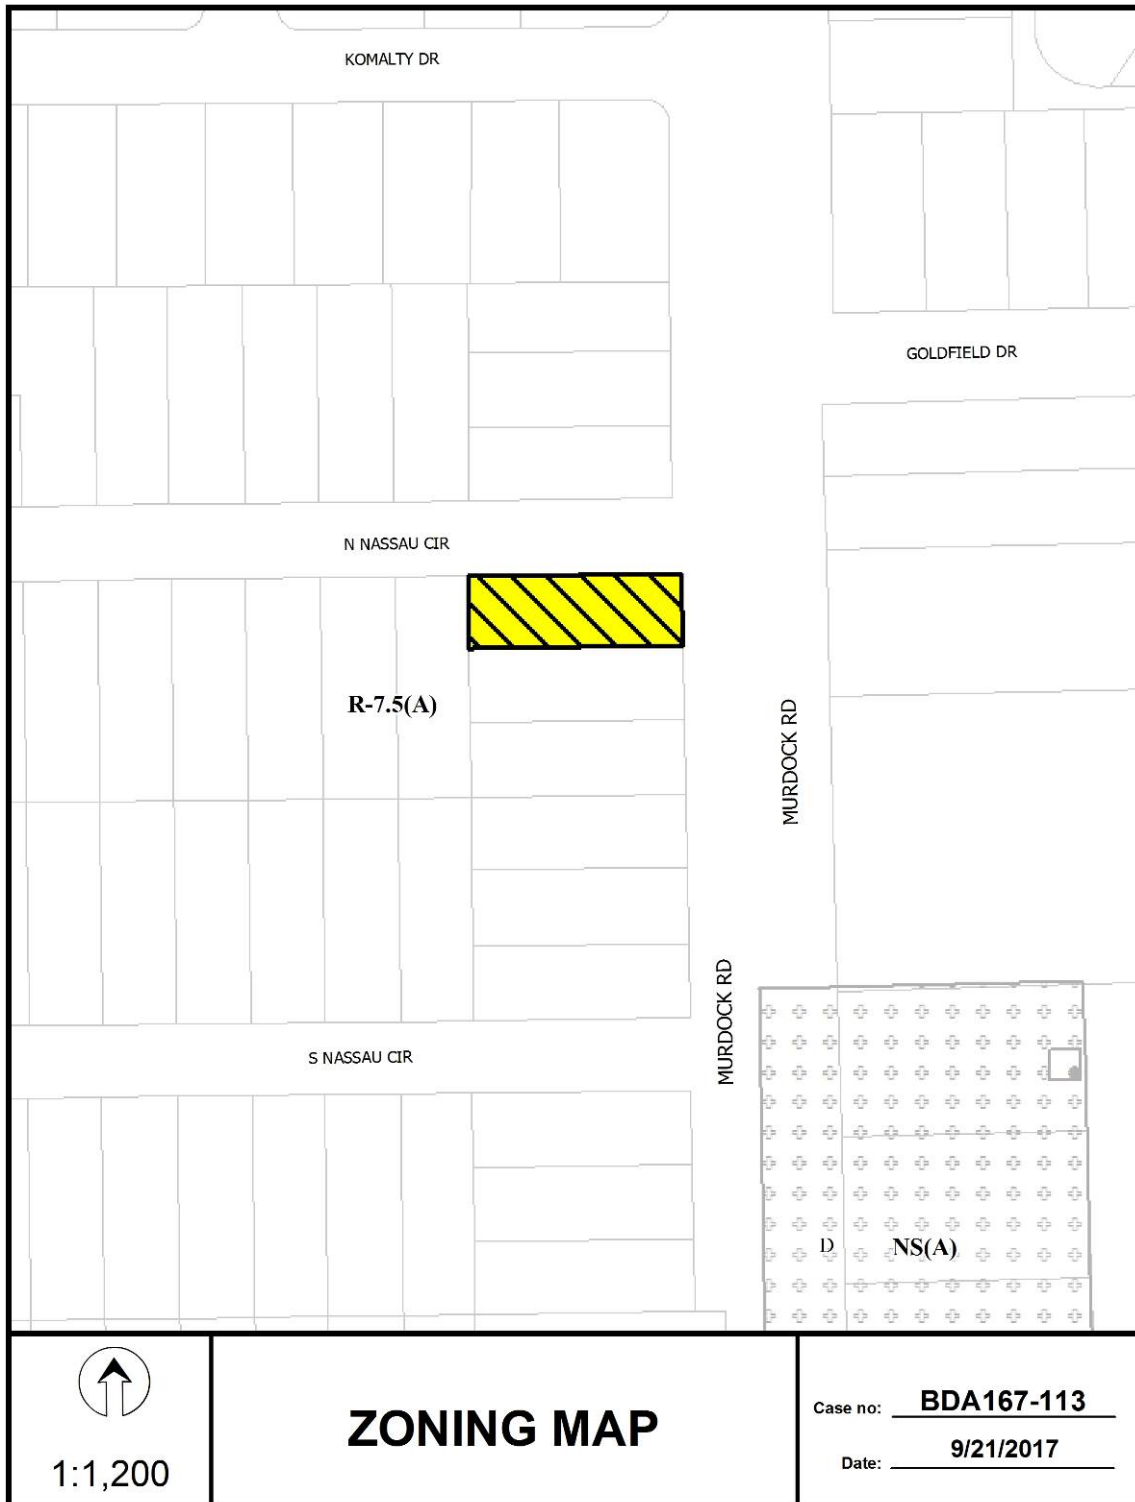 KOMALTY DR
GOLDFIELD DR
N NASSAU CIR
R-7.5(A)
MURDOCK RD
MURDOCK RD
S NASSAU CIR
D
NS(A)
1:1,200
ZONING MAP
Case no: BDA167-113
Date: 9/21/2017